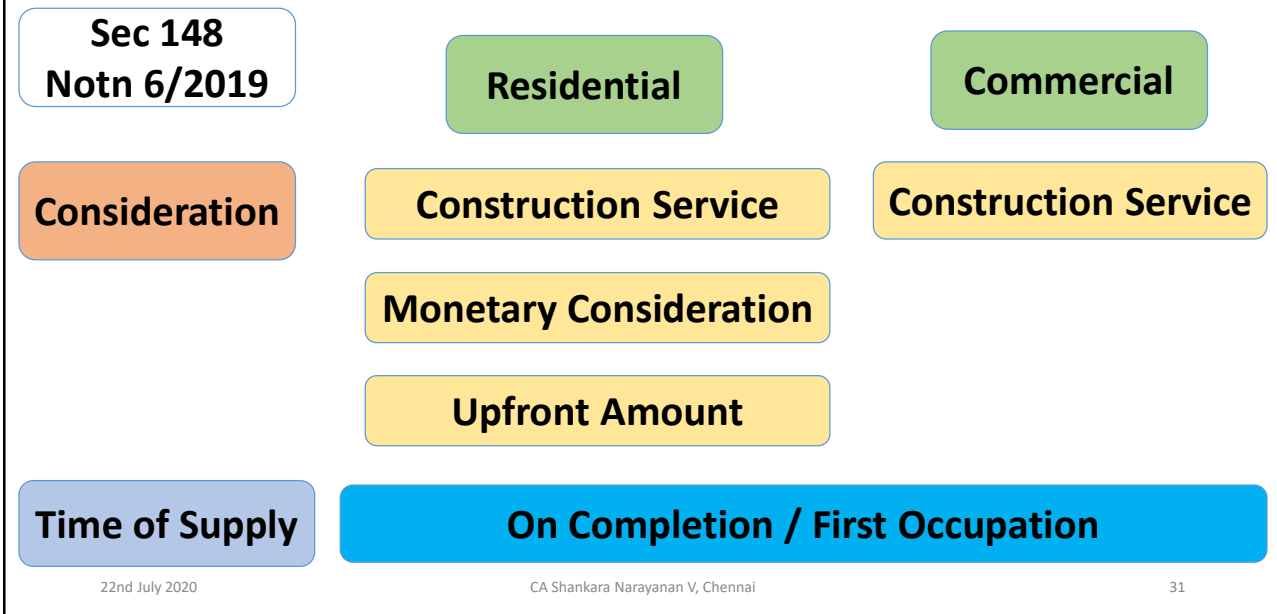 Sec 148
Notn 6/2019
Residential
Commercial
Consideration
Construction Service
Construction Service
Monetary Consideration
Upfront Amount
Time of Supply
On Completion / First Occupation
22nd July 2020
CA Shankara Narayanan V, Chennai
31